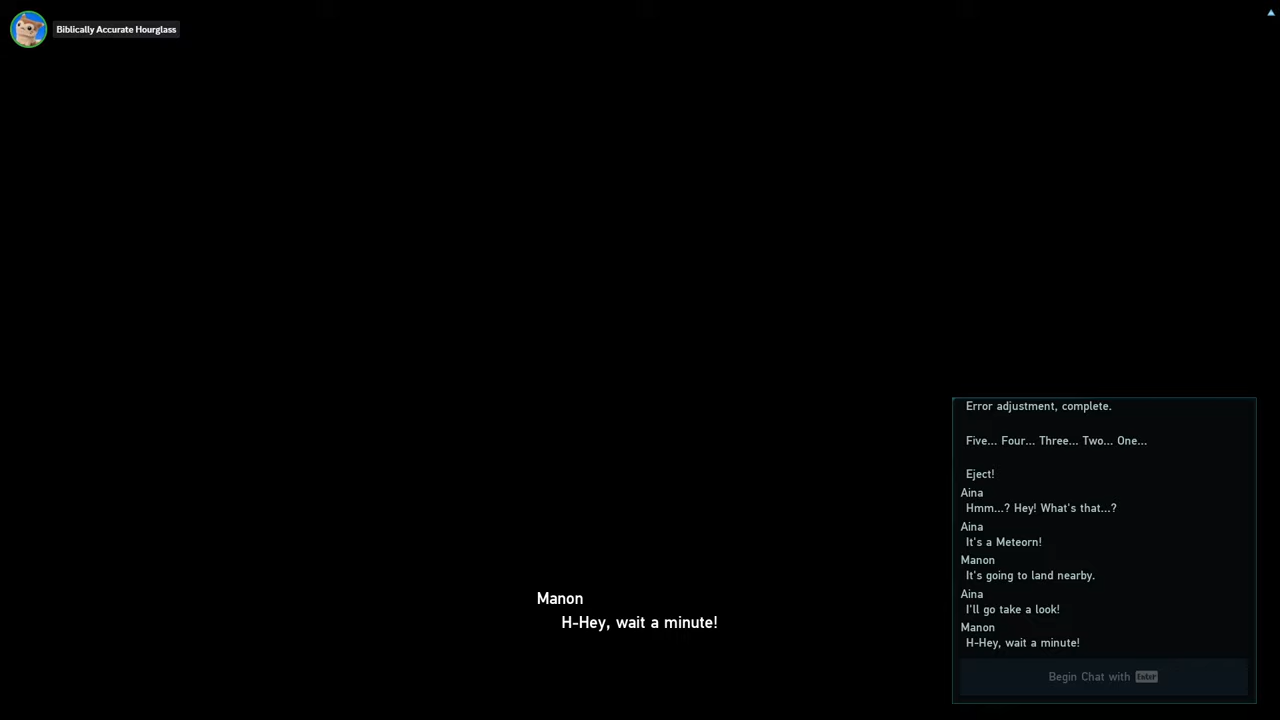 Biblically Accurate Hourglass
Error adjustment, complete.
Five... Four... Three... Two... One...
Eject!
Aina
Hmm...? Hey! What's that...?
Aina
It's a Meteorn!
Manon
It's going to land nearby.
Aina
I'll go take a look!
Manon
H-Hey, wait a minute!
Manon
H-Hey, wait a minute!
Begin Chat with Enter